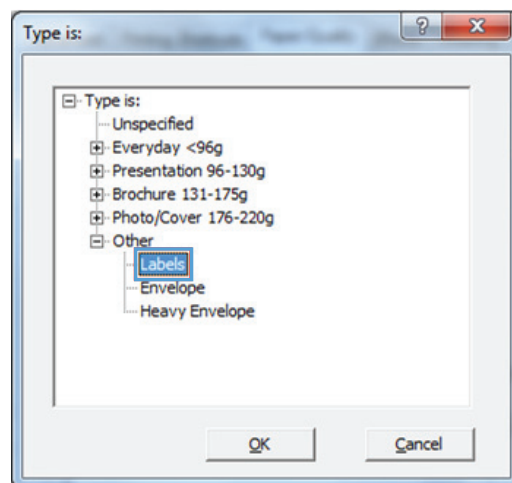 Type is:
Type is:
Unspecified
Everyday <96g
Presentation 96-130g
Brochure 131-175g
Photo/Cover 176-220g
Other
Labels
Envelope
Heavy Envelope
OK
Cancel